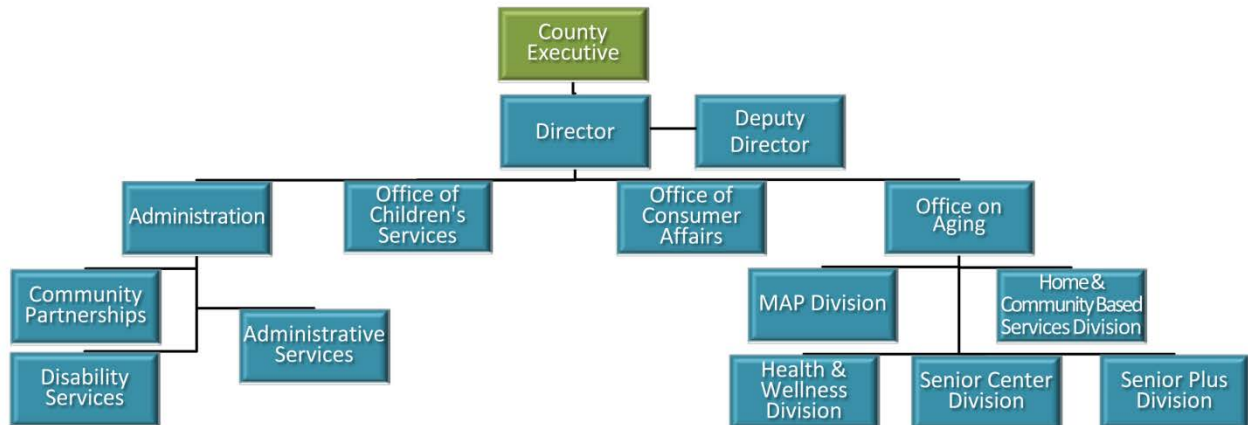 County
Executive
Director
Deputy
Director
Administration
Office of
Children's
Services
Office of
Consumer
Affairs
Office on
Aging
Community
Partnerships
Administrative
Services
Disability
Services
MAP Division
Home &
Community Based
Services Division
Health &
Wellness
Division
Senior Center
Division
Senior Plus
Division